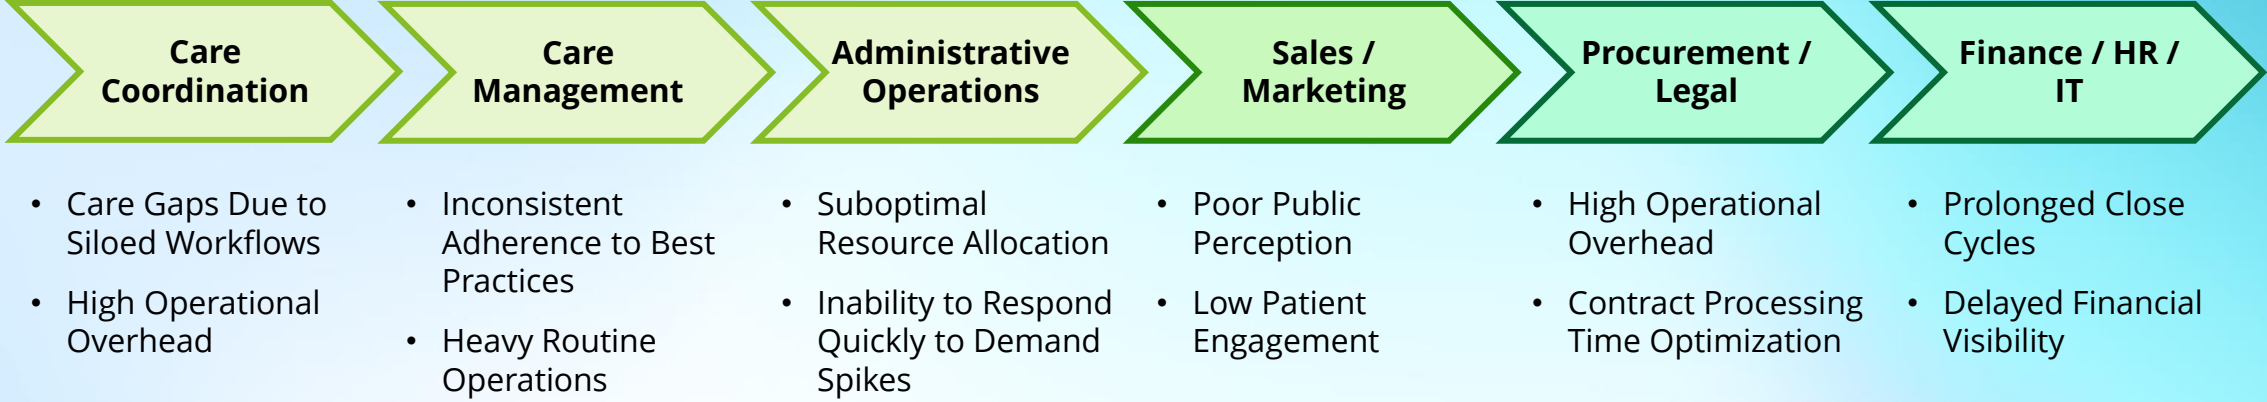 Care
Coordination
Care
Management
Administrative
Operations
Sales /
Marketing
Procurement /
Legal
Finance / HR /
IT
• Care Gaps Due to
Siloed Workflows
• High Operational
Overhead
• Inconsistent
Adherence to Best
Practices
• Heavy Routine
Operations
• Suboptimal
Resource Allocation
• Inability to Respond
Quickly to Demand
Spikes
• Poor Public
Perception
• Low Patient
Engagement
• High Operational
Overhead
• Contract Processing
Time Optimization
• Prolonged Close
Cycles
• Delayed Financial
Visibility